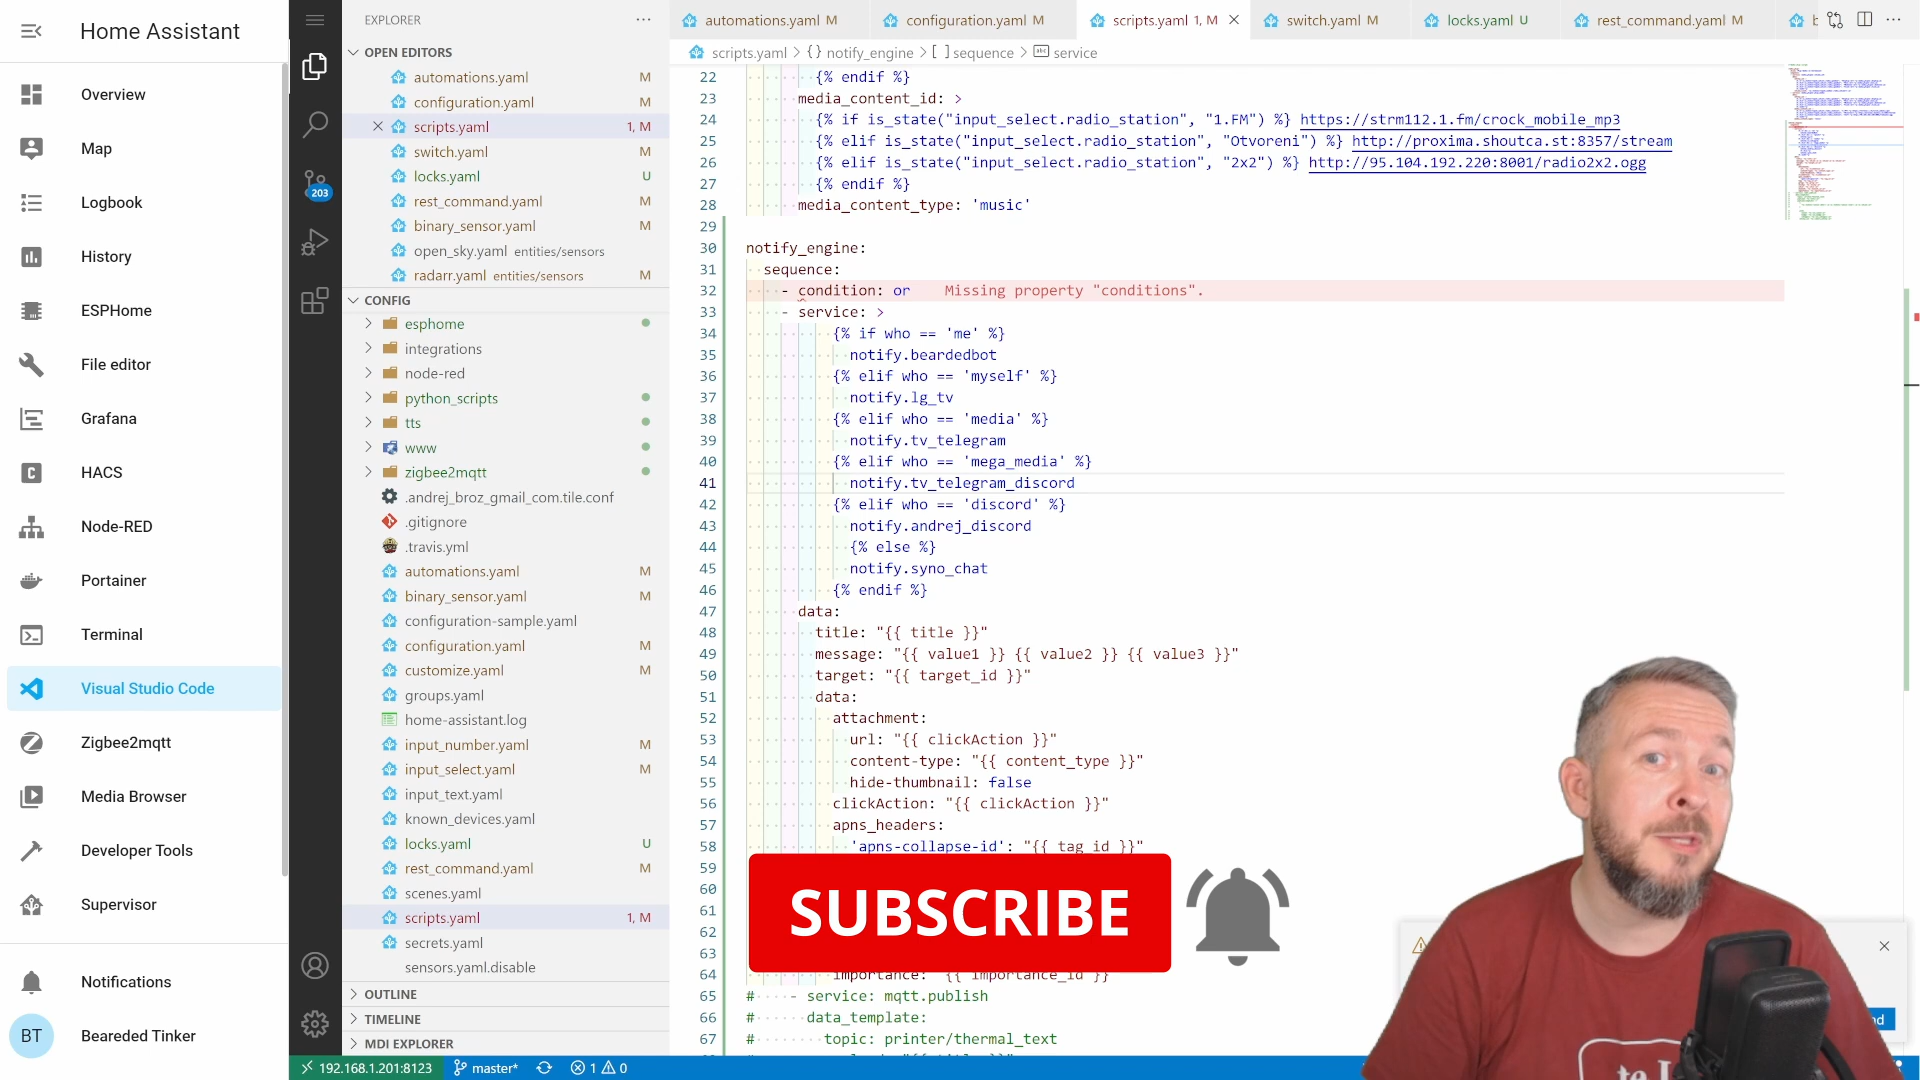 Home Assistant
Overview
Map
Logbook
History
ESPHome
File editor
Grafana
HACS
Node-RED
Portainer
Terminal
Visual Studio Code
Zigbee2mqtt
Media Browser
Developer Tools
Supervisor
Notifications
BT Bearded Tinker
203
EXPLORER
OPEN EDITORS
automations.yaml M
configuration.yaml M
scripts.yaml 1, M
switch.yaml M
locks.yaml U
rest_command.yaml M
binary_sensor.yaml M
open_sky.yaml entities/sensors
radarr.yaml entities/sensors M
CONFIG
esphome
integrations
node-red
python_scripts
tts
www
zigbee2mqtt
.andrej_broz_gmail_com.tile.conf
.gitignore
.travis.yml
automations.yaml M
binary_sensor.yaml M
configuration-sample.yaml
configuration.yaml M
customize.yaml M
groups.yaml
home-assistant.log
input_number.yaml M
input_select.yaml M
input_text.yaml
known_devices.yaml
locks.yaml U
rest_command.yaml M
scenes.yaml
scripts.yaml 1, M
secrets.yaml
sensors.yaml.disable
OUTLINE
TIMELINE
MDI EXPLORER
automations.yaml M configuration.yaml M scripts.yaml 1, M switch.yaml M locks.yaml U rest_command.yaml M
scripts.yaml > {} notify_engine > [ ] sequence > abc service
22 {% endif %}
23 media_content_id: >
24 {% if is_state("input_select.radio_station", "1.FM") %} https://strm112.1.fm/crock_mobile_mp3
25 {% elif is_state("input_select.radio_station", "Otvoreni") %} http://proxima.shoutca.st:8357/stream
26 {% elif is_state("input_select.radio_station", "2x2") %} http://95.104.192.220:8001/radio2x2.ogg
27 {% endif %}
28 media_content_type: 'music'
29
30 notify_engine:
31 sequence:
32 - condition: or Missing property "conditions".
33 - service: >
34 {% if who == 'me' %}
35 notify.beardedbot
36 {% elif who == 'myself' %}
37 notify.lg_tv
38 {% elif who == 'media' %}
39 notify.tv_telegram
40 {% elif who == 'mega_media' %}
41 notify.tv_telegram_discord
42 {% elif who == 'discord' %}
43 notify.andrej_discord
44 {% else %}
45 notify.syno_chat
46 {% endif %}
47 data:
48 title: "{{ title }}"
49 message: "{{ value1 }} {{ value2 }} {{ value3 }}"
50 target: "{{ target_id }}"
51 data:
52 attachment:
53 url: "{{ clickAction }}"
54 content-type: "{{ content_type }}"
55 hide-thumbnail: false
56 clickAction: "{{ clickAction }}"
57 apns_headers:
58 'apns-collapse-id': "{{ tag_id }}"
59
60
61
62
63
64 importance: "{{ importance_id }}"
65 # - service: mqtt.publish
66 # data_template:
67 # topic: printer/thermal_text
SUBSCRIBE
192.168.1.201:8123 master* 1 0